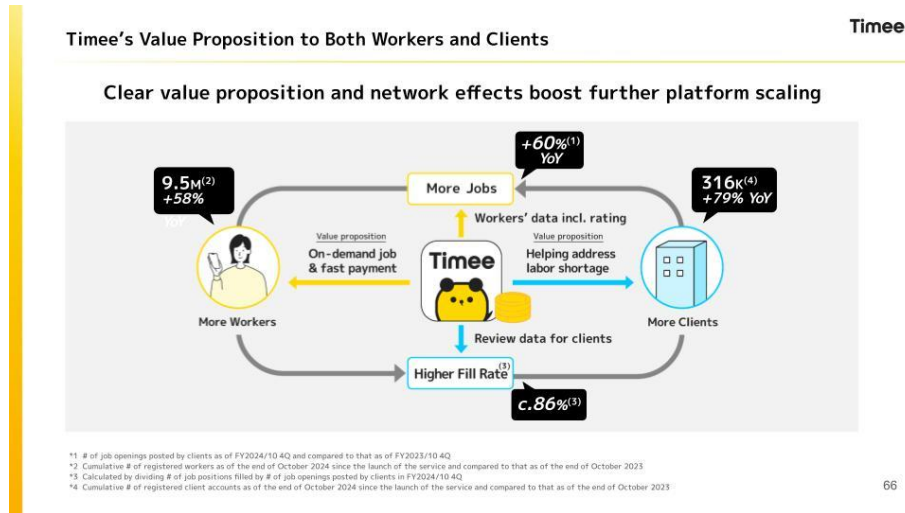 Timee's Value Proposition to Both Workers and Clients
Timee
Clear value proposition and network effects boost further platform scaling
+60%(1)
YoY
9.5M(2)
+58%
YoY
316K(4)
+79% YoY
More Jobs
Workers' data incl. rating
Value proposition
On-demand job
& fast payment
Timee
Value proposition
Helping address
labor shortage
More Workers
More Clients
Review data for clients
Higher Fill Rate(3)
c.86%(3)
*1 # of job openings posted by clients as of FY2024/10 4Q and compared to that as of FY2023/10 4Q
*2 Cumulative # of registered workers as of the end of October 2024 since the launch of the service and compared to that as of the end of October 2023
*3 Calculated by dividing # of job positions filled by # of job openings posted by clients in FY2024/10 4Q
*4 Cumulative # of registered client accounts as of the end of October 2024 since the launch of the service and compared to that as of the end of October 2023
66